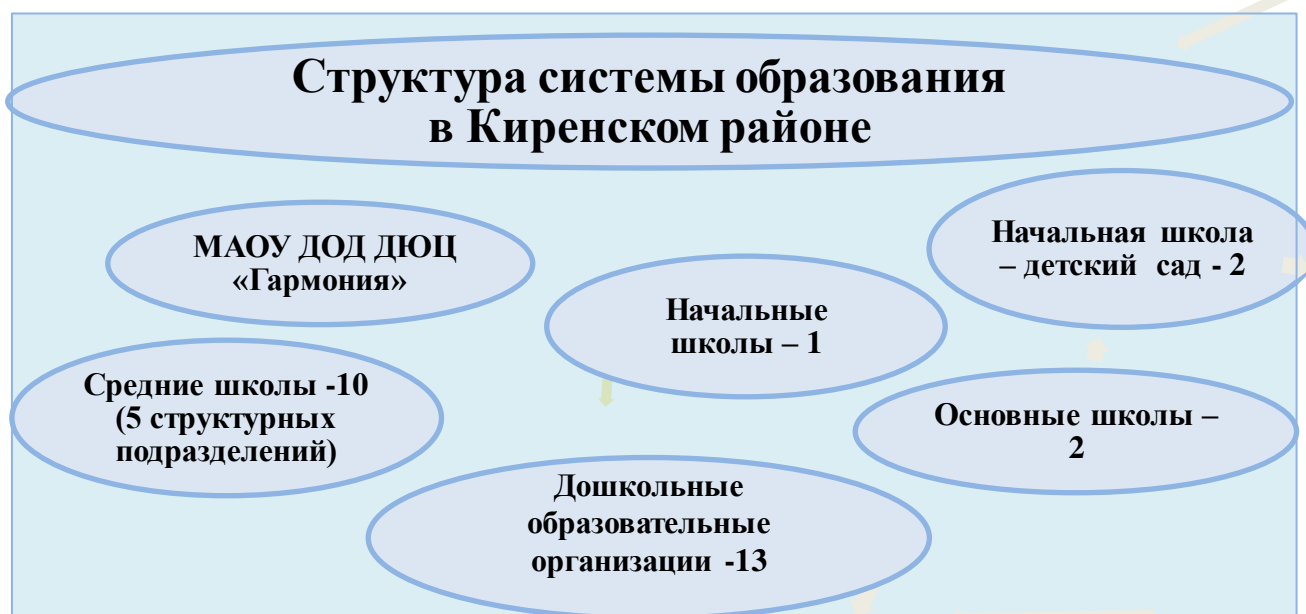 Структура системы образования
в Киренском районе
МАОУ ДОД ДЮЦ
«Гармония»
Начальная школа
– детский сад - 2
Начальные
школы – 1
Средние школы -10
(5 структурных
подразделений)
Основные школы –
2
Дошкольные
образовательные
организации -13